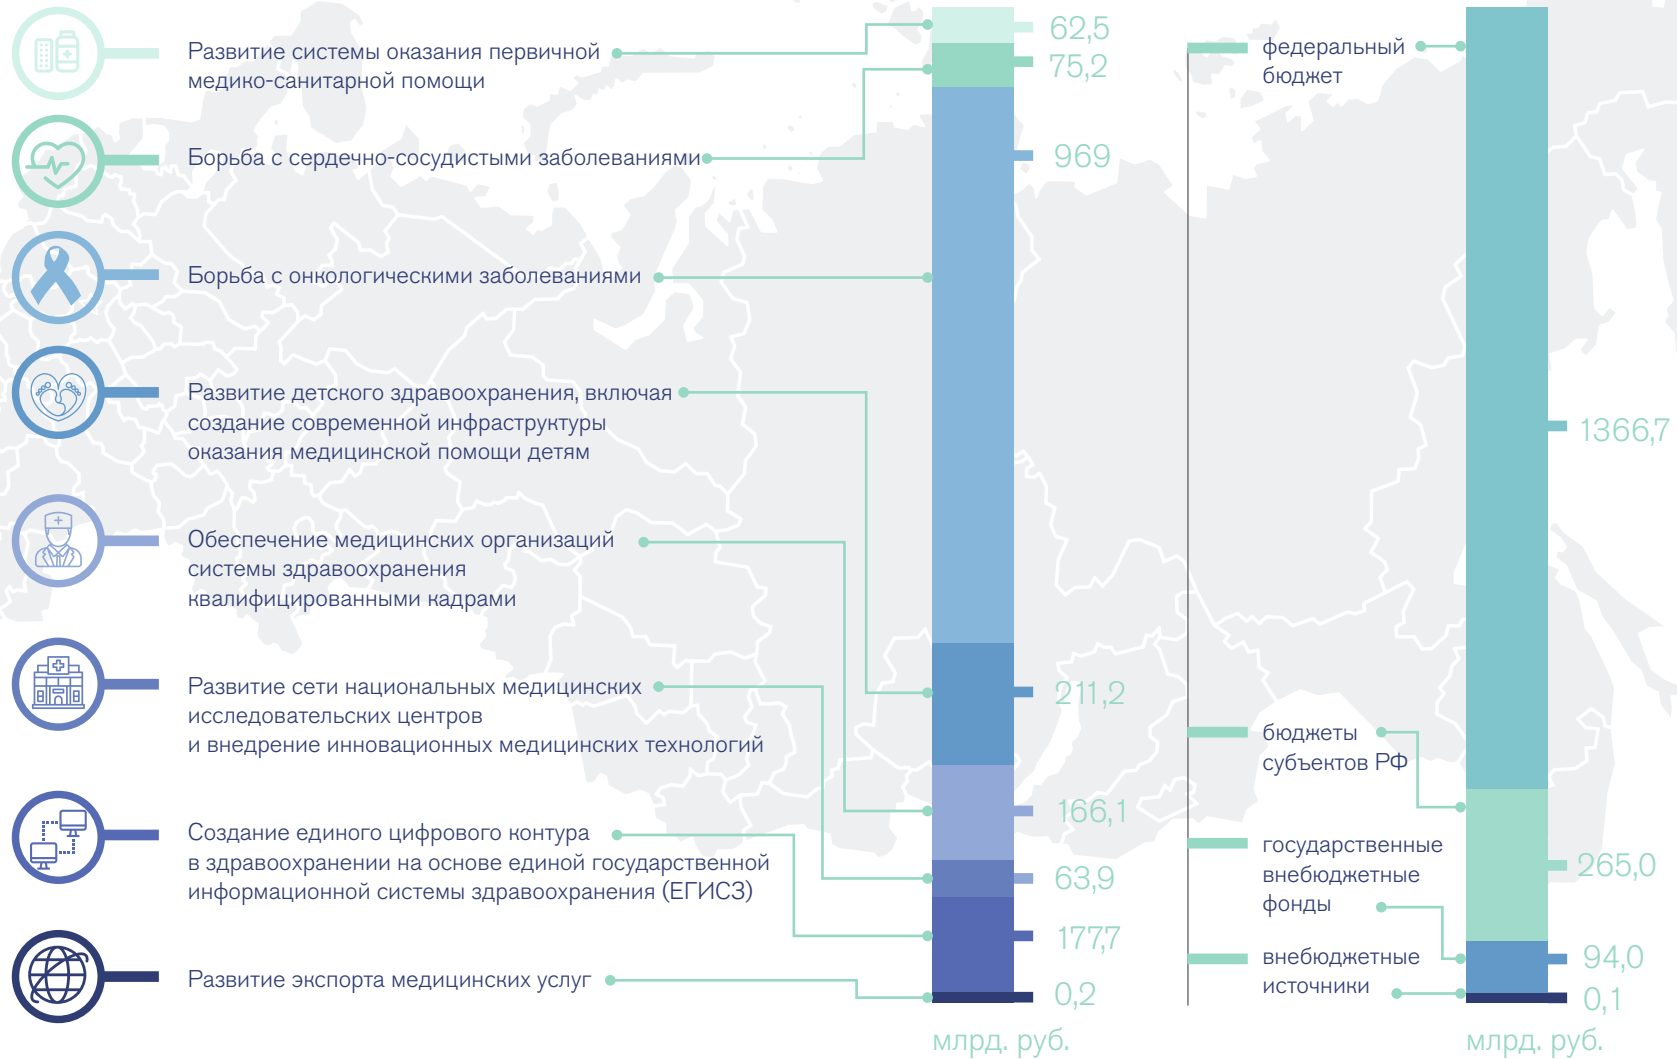 Развитие системы оказания первичной
медико-санитарной помощи
Борьба с сердечно-сосудистыми заболеваниями
Борьба с онкологическими заболеваниями
Развитие детского здравоохранения, включая
создание современной инфраструктуры
оказания медицинской помощи детям
Обеспечение медицинских организаций
системы здравоохранения
квалифицированными кадрами
Развитие сети национальных медицинских
исследовательских центров
и внедрение инновационных медицинских технологий
Создание единого цифрового контура
в здравоохранении на основе единой государственной
информационной системы здравоохранения (ЕГИСЗ)
Развитие экспорта медицинских услуг
62,5
75,2
969
211,2
166,1
63,9
177,7
0,2
млрд. руб.
федеральный
бюджет
бюджеты
субъектов РФ
государственные
внебюджетные
фонды
внебюджетные
источники
1366,7
265,0
94,0
0,1
млрд. руб.